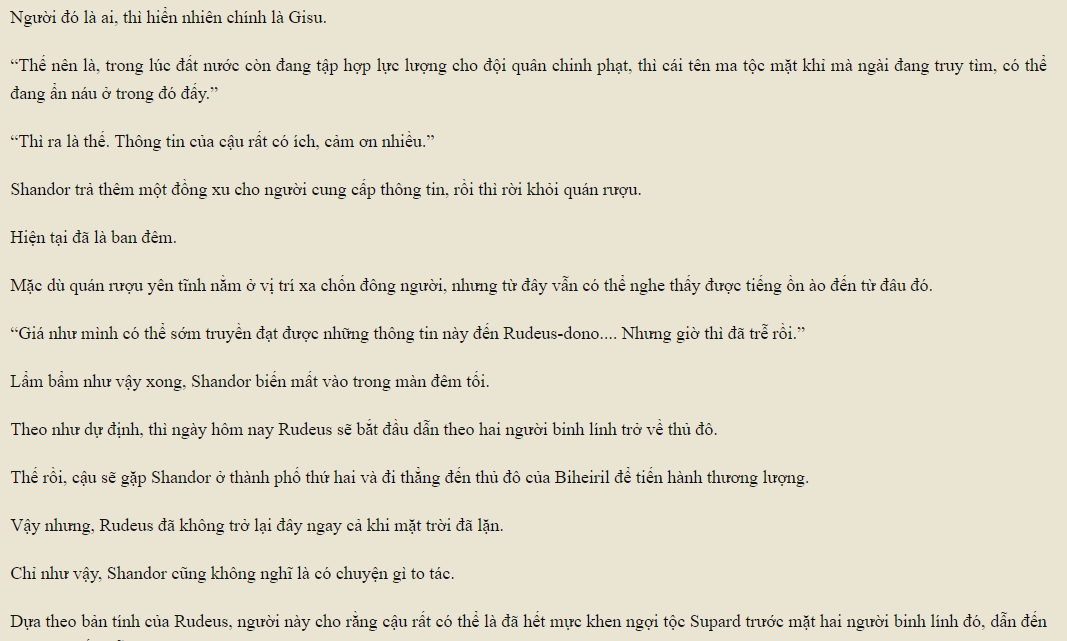 Người đó là ai, thì hiển nhiên chính là Gisu.
“Thế nên là, trong lúc đất nước còn đang tập hợp lực lượng cho đội quân chinh phạt, thì cái tên ma tộc mặt khỉ mà ngài đang truy tìm, có thể
đang ẩn náu ở trong đó đấy.”
“Thì ra là thế. Thông tin của cậu rất có ích, cảm ơn nhiều.”
Shandor trả thêm một đồng xu cho người cung cấp thông tin, rồi thì rời khỏi quán rượu.
Hiện tại đã là ban đêm.
Mặc dù quán rượu yên tĩnh nằm ở vị trí xa chốn đông người, nhưng từ đây vẫn có thể nghe thấy được tiếng ồn ào đến từ đâu đó.
“Giá như mình có thể sớm truyền đạt được những thông tin này đến Rudeus-dono.... Nhưng giờ thì đã trễ rồi.”
Lẩm bẩm như vậy xong, Shandor biến mất vào trong màn đêm tối.
Theo như dự định, thì ngày hôm nay Rudeus sẽ bắt đầu dẫn theo hai người binh lính trở về thủ đô.
Thế rồi, cậu sẽ gặp Shandor ở thành phố thứ hai và đi thẳng đến thủ đô của Biheiril để tiến hành thương lượng.
Vậy nhưng, Rudeus đã không trở lại đây ngay cả khi mặt trời đã lặn.
Chỉ như vậy, Shandor cũng không nghĩ là có chuyện gì to tác.
Dựa theo bản tính của Rudeus, người này cho rằng cậu rất có thể là đã hết mực khen ngợi tộc Supard trước mặt hai người binh lính đó, dẫn đến